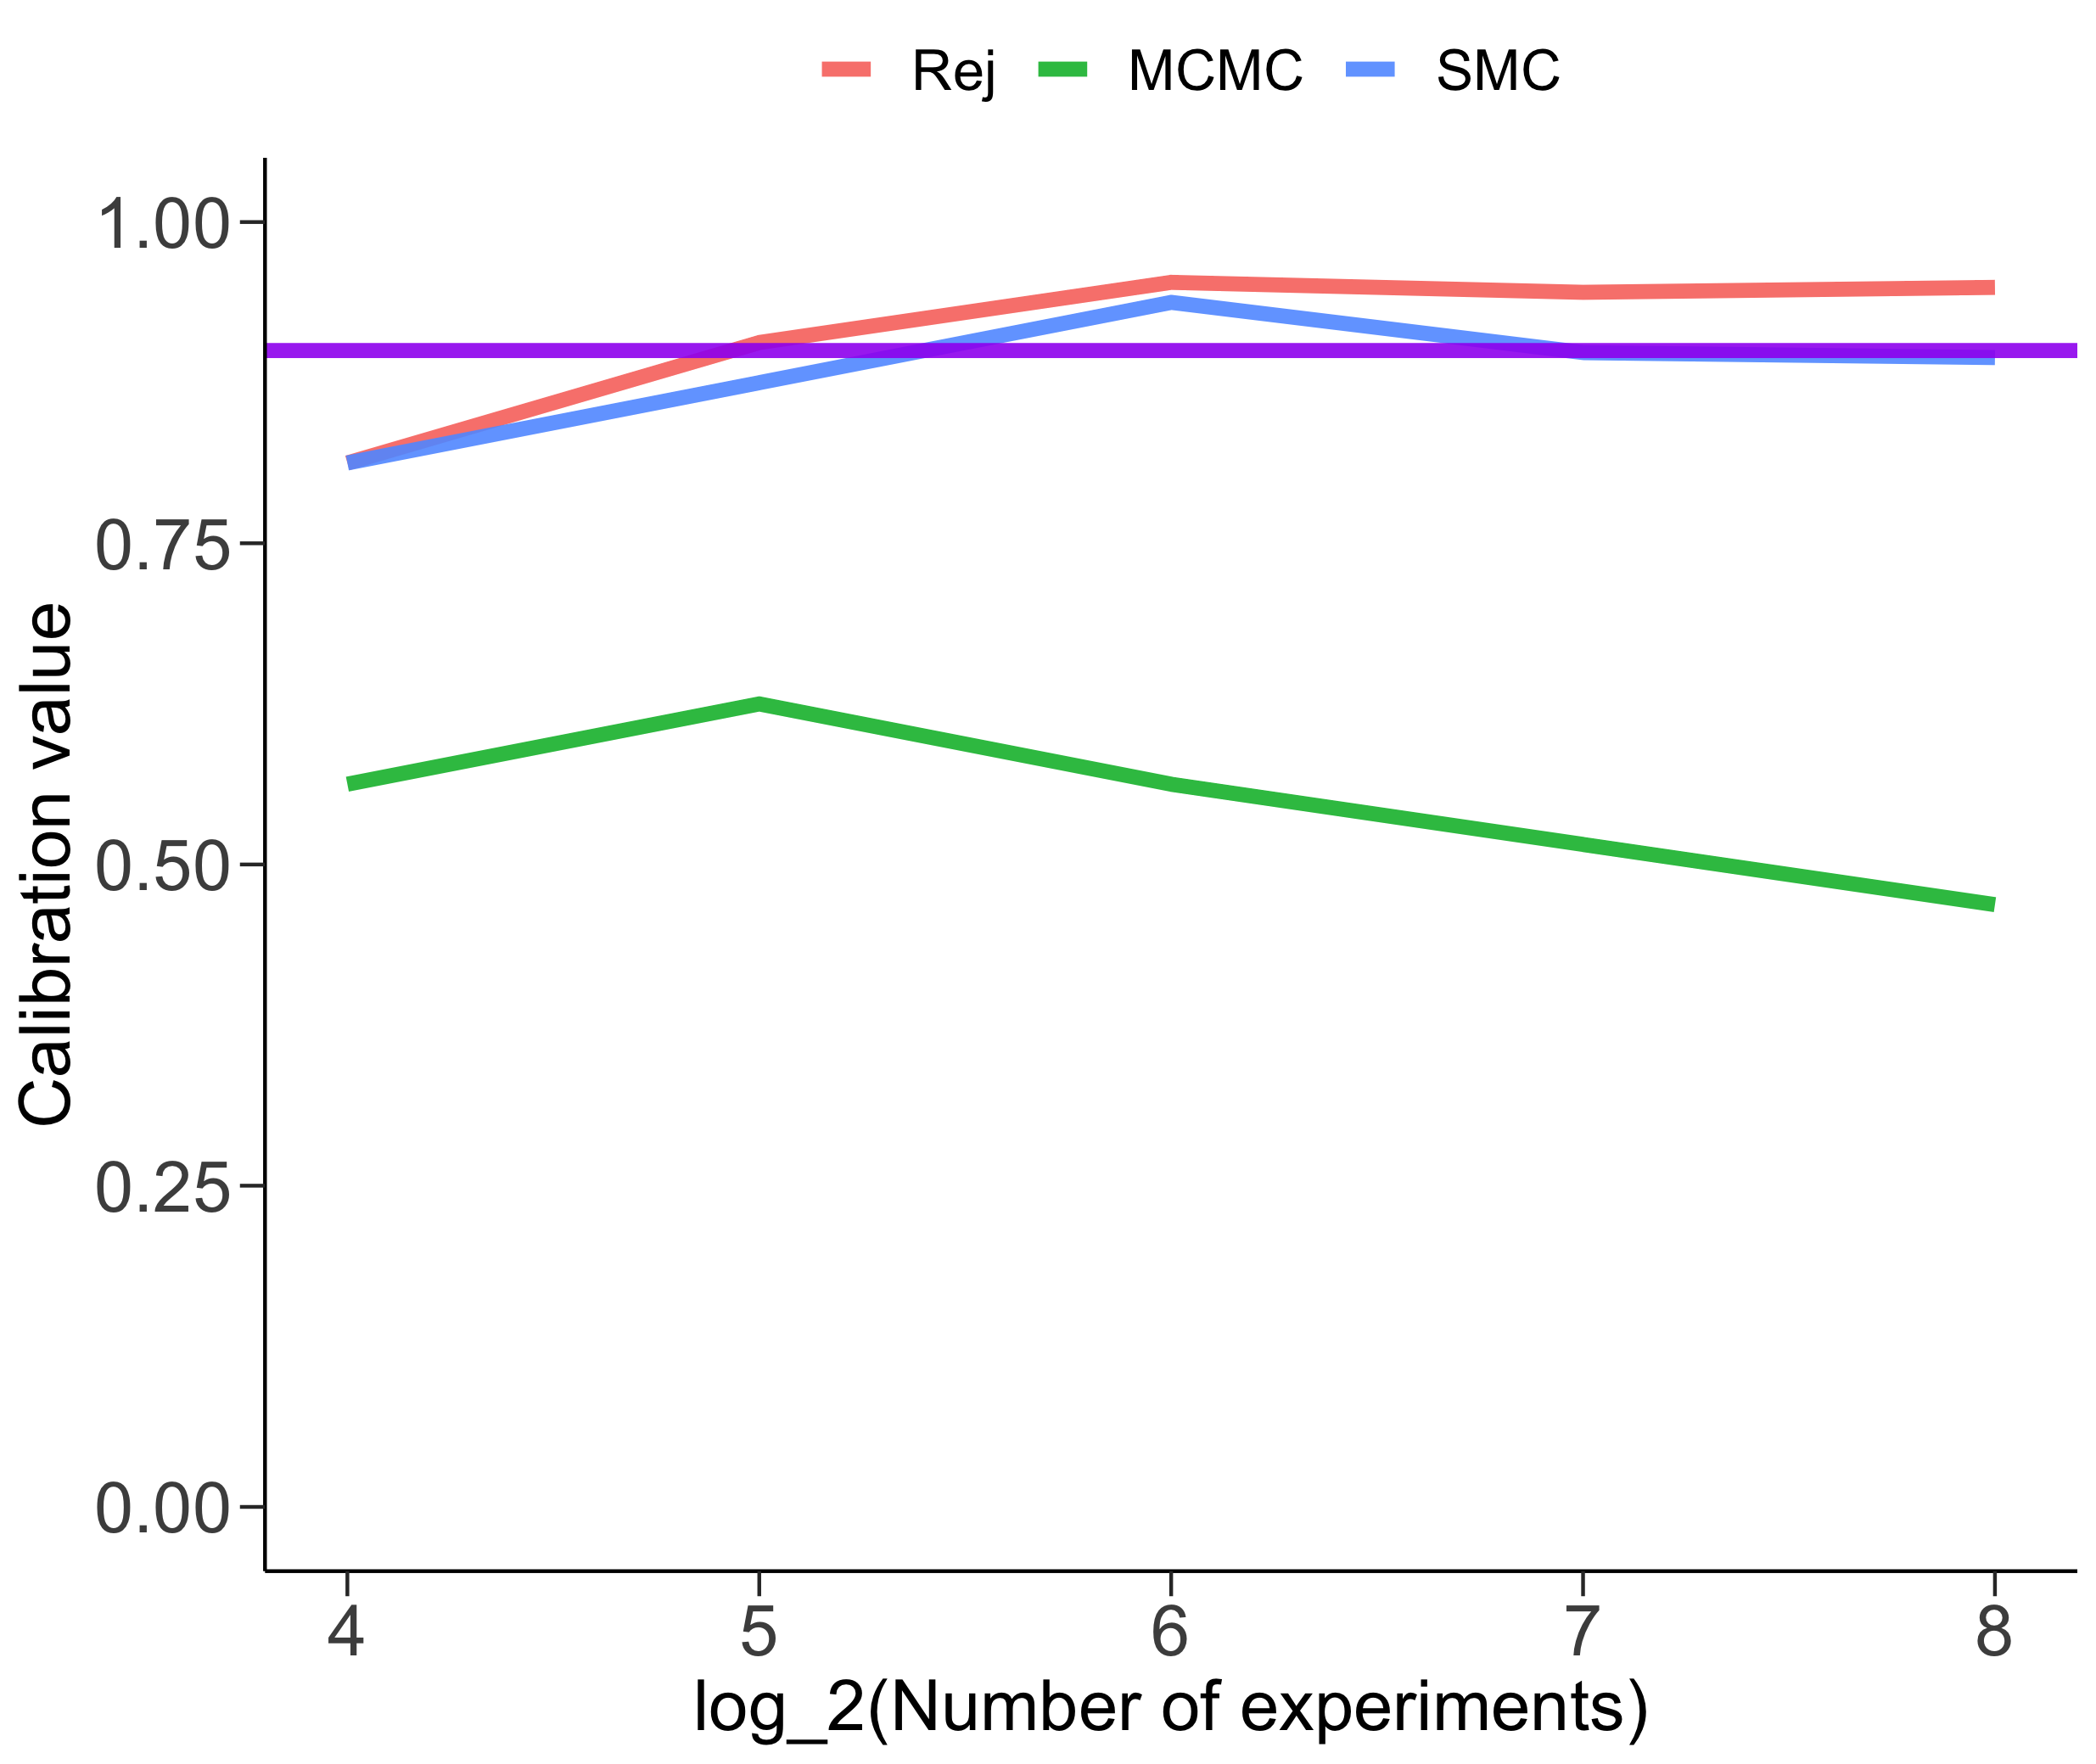 Rej MCMC SMC
1.00
0.75
0.50
0.25
0.00
Calibration value
4 5 6 7 8
log_2(Number of experiments)